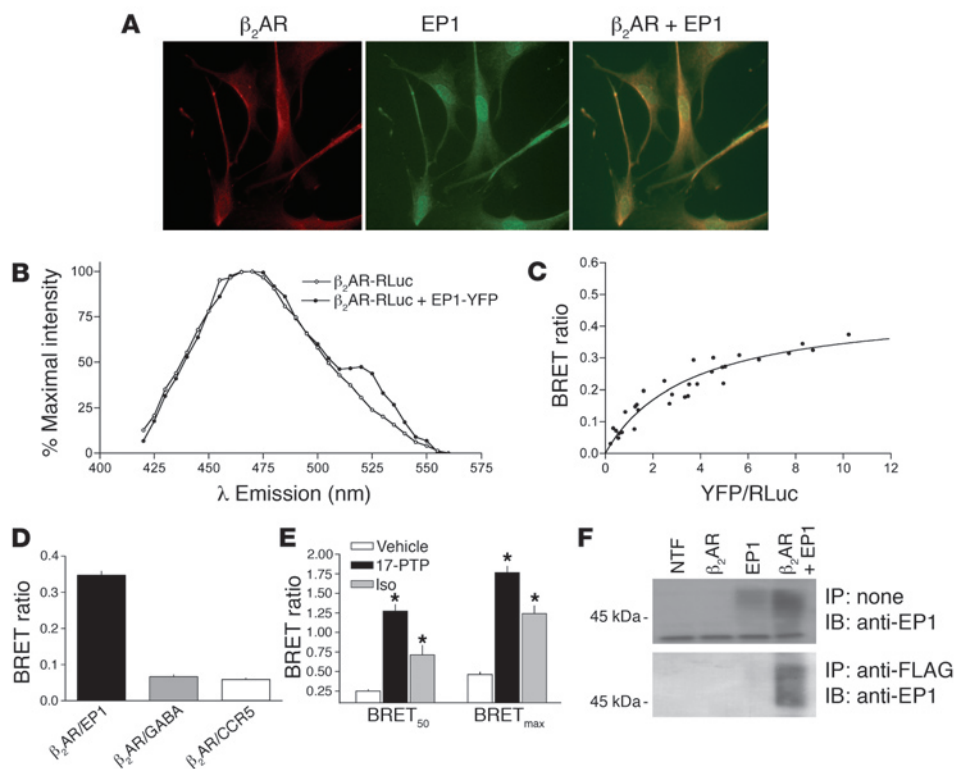 A
β₂AR
EP1
β₂AR + EP1
B
% Maximal intensity
100
75
50
25
0
400
425
450
475
500
525
550
575
λ Emission (nm)
β₂AR-RLuc
β₂AR-RLuc + EP1-YFP
C
BRET ratio
0.6
0.5
0.4
0.3
0.2
0.1
0.0
0
2
4
6
8
10
12
YFP/RLuc
D
BRET ratio
0.4
0.3
0.2
0.1
0.0
β₂AR/EP1
β₂AR/GABA
β₂AR/CCR5
E
Vehicle
17-PTP
Iso
BRET ratio
2.00
1.75
1.50
1.25
1.00
0.75
0.50
0.25
*
*
*
*
BRET₅₀
BRETmax
F
NTF
β₂AR
EP1
β₂AR
+ EP1
45 kDa-
IP: none
IB: anti-EP1
45 kDa-
IP: anti-FLAG
IB: anti-EP1